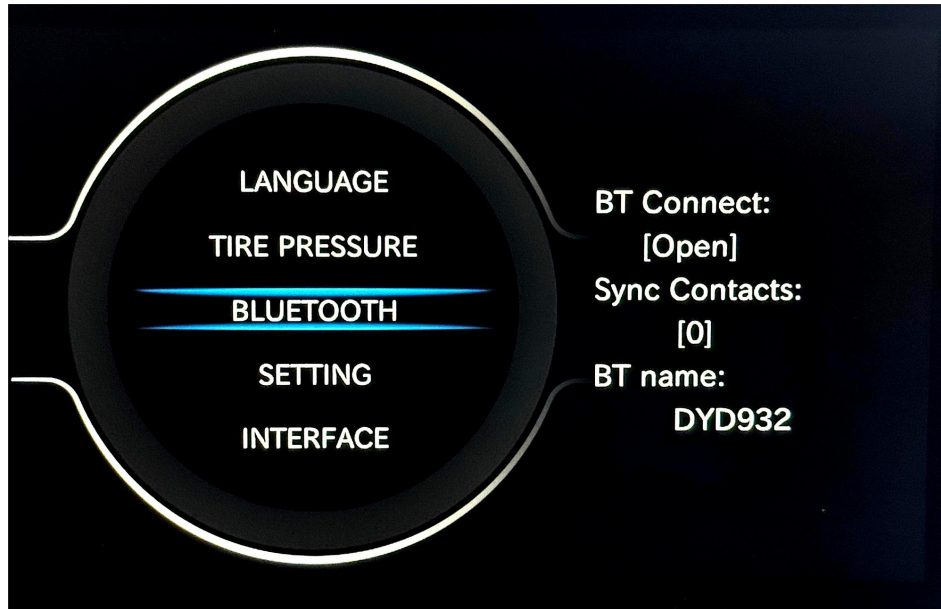 LANGUAGE
TIRE PRESSURE
BLUETOOTH
SETTING
INTERFACE
BT Connect:
[Open]
Sync Contacts:
[0]
BT name:
DYD932